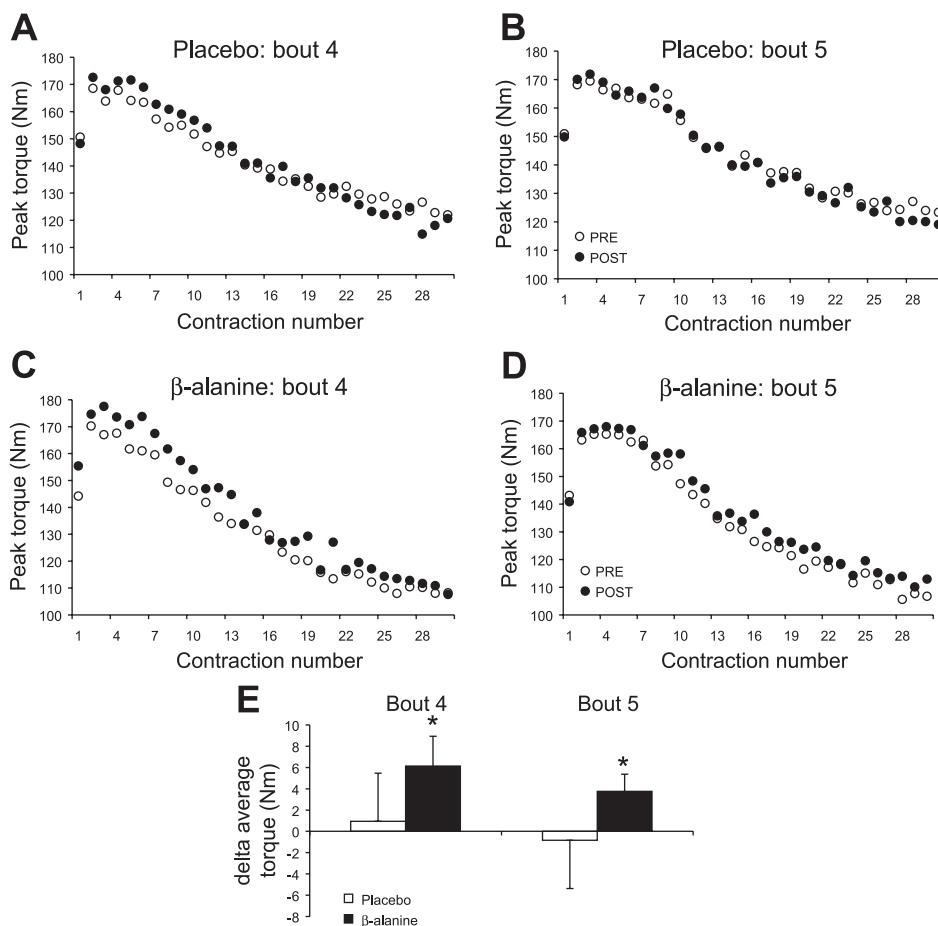 A
Placebo: bout 4
Peak torque (Nm)
180
170
160
150
140
130
120
110
100
1 4 7 10 13 16 19 22 25 28
Contraction number
B
Placebo: bout 5
Peak torque (Nm)
180
170
160
150
140
130
120
110
100
PRE
POST
1 4 7 10 13 16 19 22 25 28
Contraction number
C
β-alanine: bout 4
Peak torque (Nm)
180
170
160
150
140
130
120
110
100
1 4 7 10 13 16 19 22 25 28
Contraction number
D
β-alanine: bout 5
Peak torque (Nm)
180
170
160
150
140
130
120
110
100
PRE
POST
1 4 7 10 13 16 19 22 25 28
Contraction number
E
Bout 4 Bout 5
delta average
torque (Nm)
10
8
6
4
2
0
-2
-4
-6
-8
* *
Placebo
β-alanine